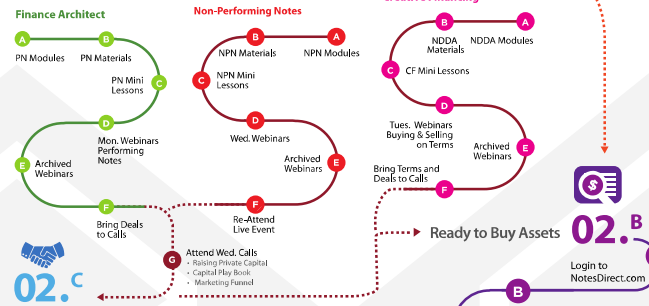 Finance Architect
A
B
PN Modules
PN Materials
PN Mini
Lessons
C
D
Mon. Webinars
Performing
Notes
E
Archived
Webinars
F
Bring Deals
to Calls
Non-Performing Notes
B
A
NPN Materials
NPN Modules
C
NPN Mini
Lessons
D
Wed. Webinars
Archived
Webinars
E
F
Re-Attend
Live Event
G
Attend Wed. Calls
• Raising Private Capital
• Capital Play Book
• Marketing Funnel
B
A
NDDA
Materials
NDDA Modules
C
CF Mini Lessons
D
Tues. Webinars
Buying & Selling
on Terms
Archived
Webinars
E
Bring Terms and
Deals to Calls
F
Ready to Buy Assets
$
02.B
Login to
NotesDirect.com
B
02.C